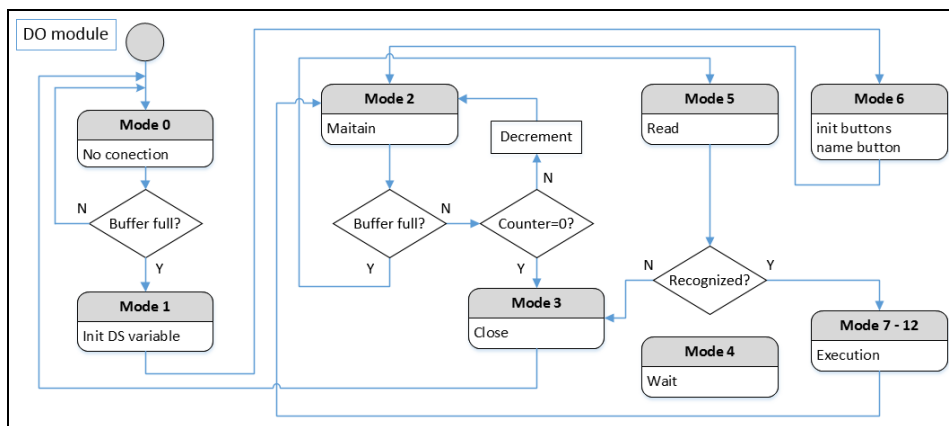 DO module
Mode 0
No conection
Buffer full?
N
Y
Mode 1
Init DS variable
Mode 2
Maitain
Buffer full?
N
Y
Decrement
N
Counter=0?
Y
Mode 3
Close
Mode 5
Read
Recognized?
N
Y
Mode 4
Wait
Mode 6
init buttons
name button
Mode 7 - 12
Execution